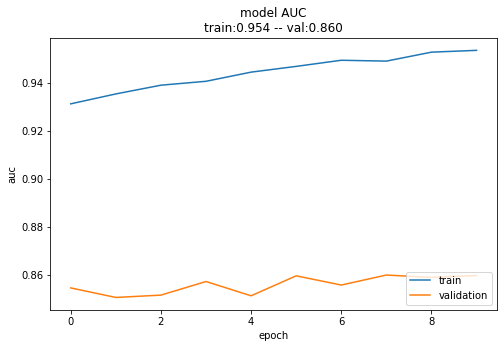 model AUC
train:0.954 -- val:0.860
0.94
0.92
0.90
0.88
0.86
auc
0 2 4 6 8
epoch
train
validation